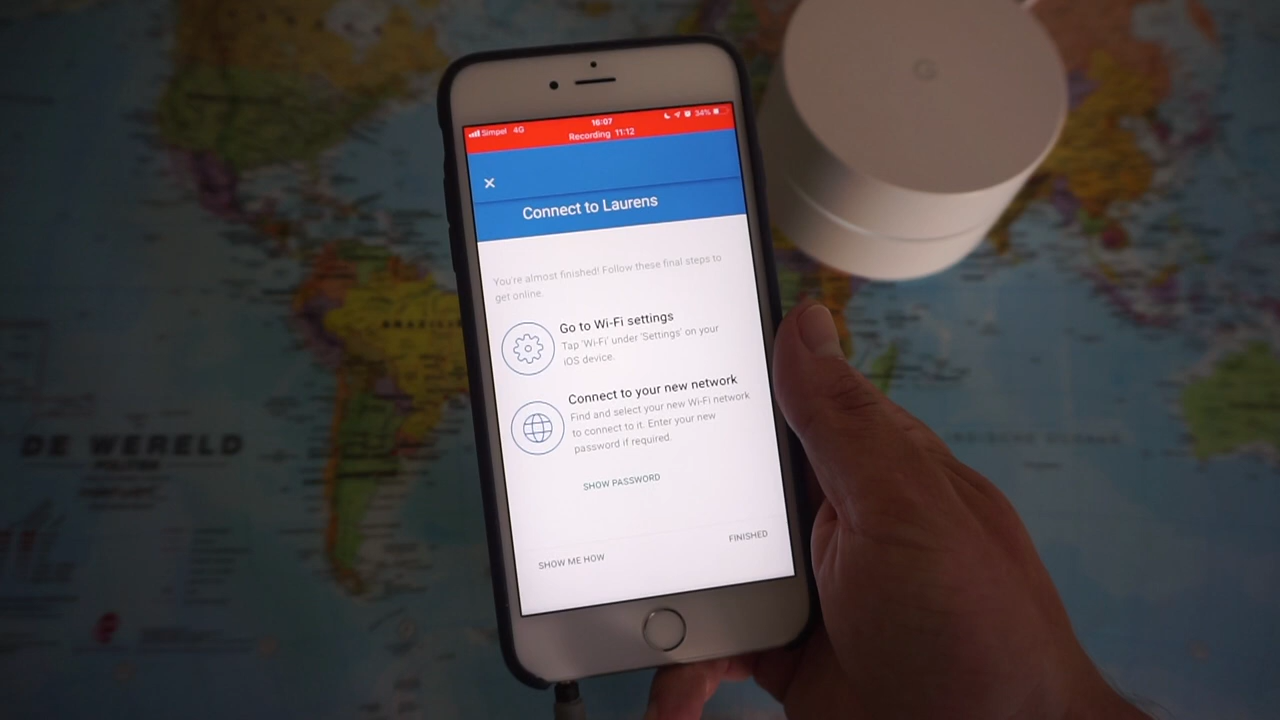 Simpel 4G 16:07 34%
Recording 11:12
Connect to Laurens
You're almost finished! Follow these final steps to
get online.
Go to Wi-Fi settings
Tap 'Wi-Fi' under 'Settings' on your
iOS device.
Connect to your new network
Find and select your new Wi-Fi network
to connect to it. Enter your new
password if required.
SHOW PASSWORD
SHOW ME HOW
FINISHED
G
BRAZILIË
DE WERELD